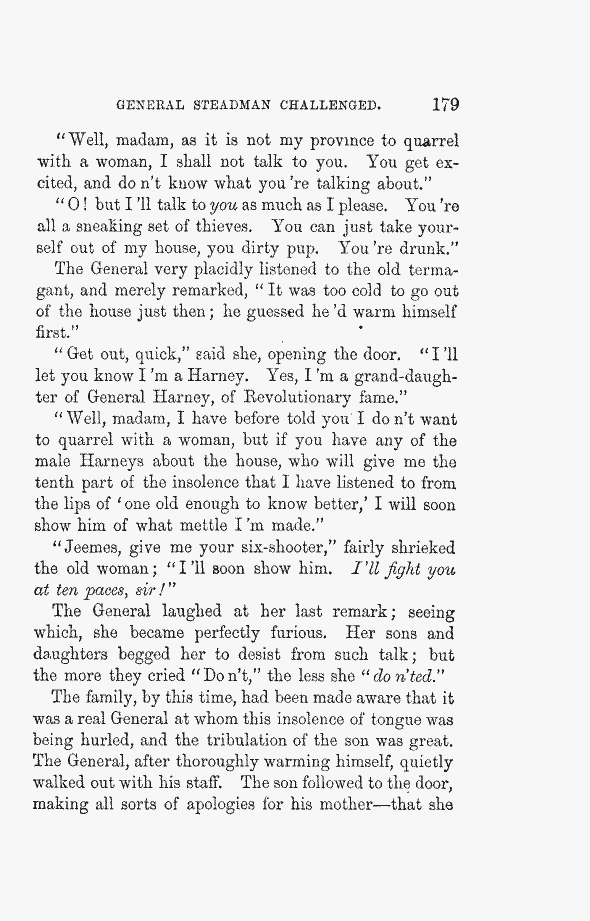 GENERAL STEADMAN CHALLENGED. 179
"Well, madam, as it is not my province to quarrel
with a woman, I shall not talk to you. You get ex-
cited, and do n't know what you 're talking about."
"O! but I 'll talk to you as much as I please. You 're
all a sneaking set of thieves. You can just take your-
self out of my house, you dirty pup. You 're drunk."
The General very placidly listened to the old terma-
gant, and merely remarked, "It was too cold to go out
of the house just then; he guessed he 'd warm himself
first."
"Get out, quick," said she, opening the door. "I 'll
let you know I 'm a Harney. Yes, I 'm a grand-daugh-
ter of General Harney, of Revolutionary fame."
"Well, madam, I have before told you I do n't want
to quarrel with a woman, but if you have any of the
male Harneys about the house, who will give me the
tenth part of the insolence that I have listened to from
the lips of 'one old enough to know better,' I will soon
show him of what mettle I 'm made."
"Jeemes, give me your six-shooter," fairly shrieked
the old woman; "I 'll soon show him. I'll fight you
at ten paces, sir!"
The General laughed at her last remark; seeing
which, she became perfectly furious. Her sons and
daughters begged her to desist from such talk; but
the more they cried "Do n't," the less she "do n'ted."
The family, by this time, had been made aware that it
was a real General at whom this insolence of tongue was
being hurled, and the tribulation of the son was great.
The General, after thoroughly warming himself, quietly
walked out with his staff. The son followed to the door,
making all sorts of apologies for his mother—that she